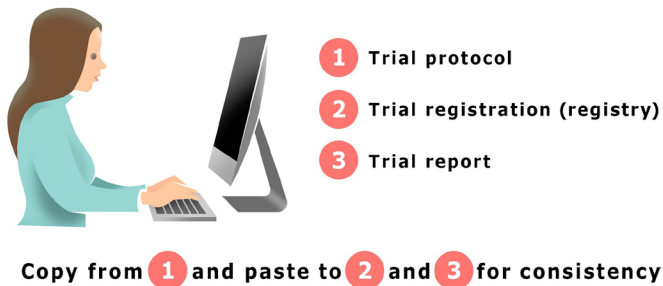 1 Trial protocol
2 Trial registration (registry)
3 Trial report
Copy from 1 and paste to 2 and 3 for consistency